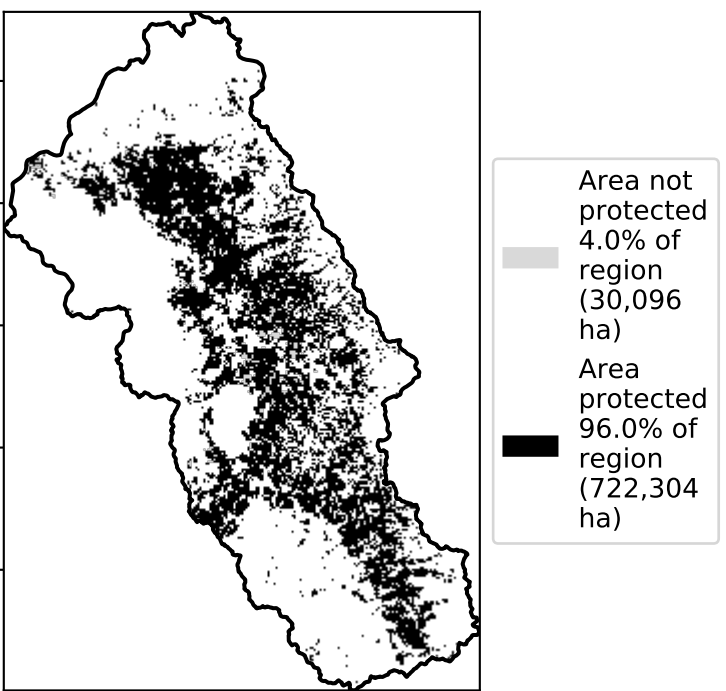 Area not
protected
4.0% of
region
(30,096
ha)
Area
protected
96.0% of
region
(722,304
ha)